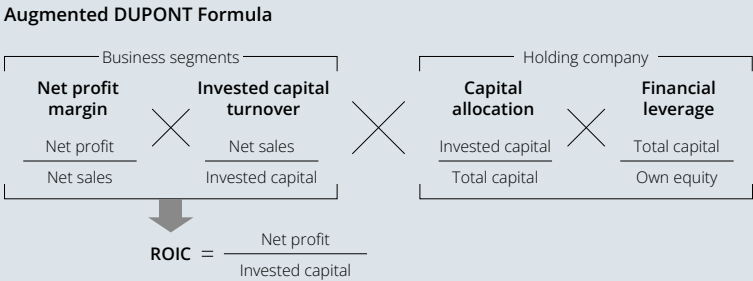 Augmented DUPONT Formula
Business segments
Holding company
Net profit
margin
Invested capital
turnover
Capital
allocation
Financial
leverage
Net profit
Net sales
Net sales
Invested capital
Invested capital
Total capital
Total capital
Own equity
ROIC =
Net profit
Invested capital